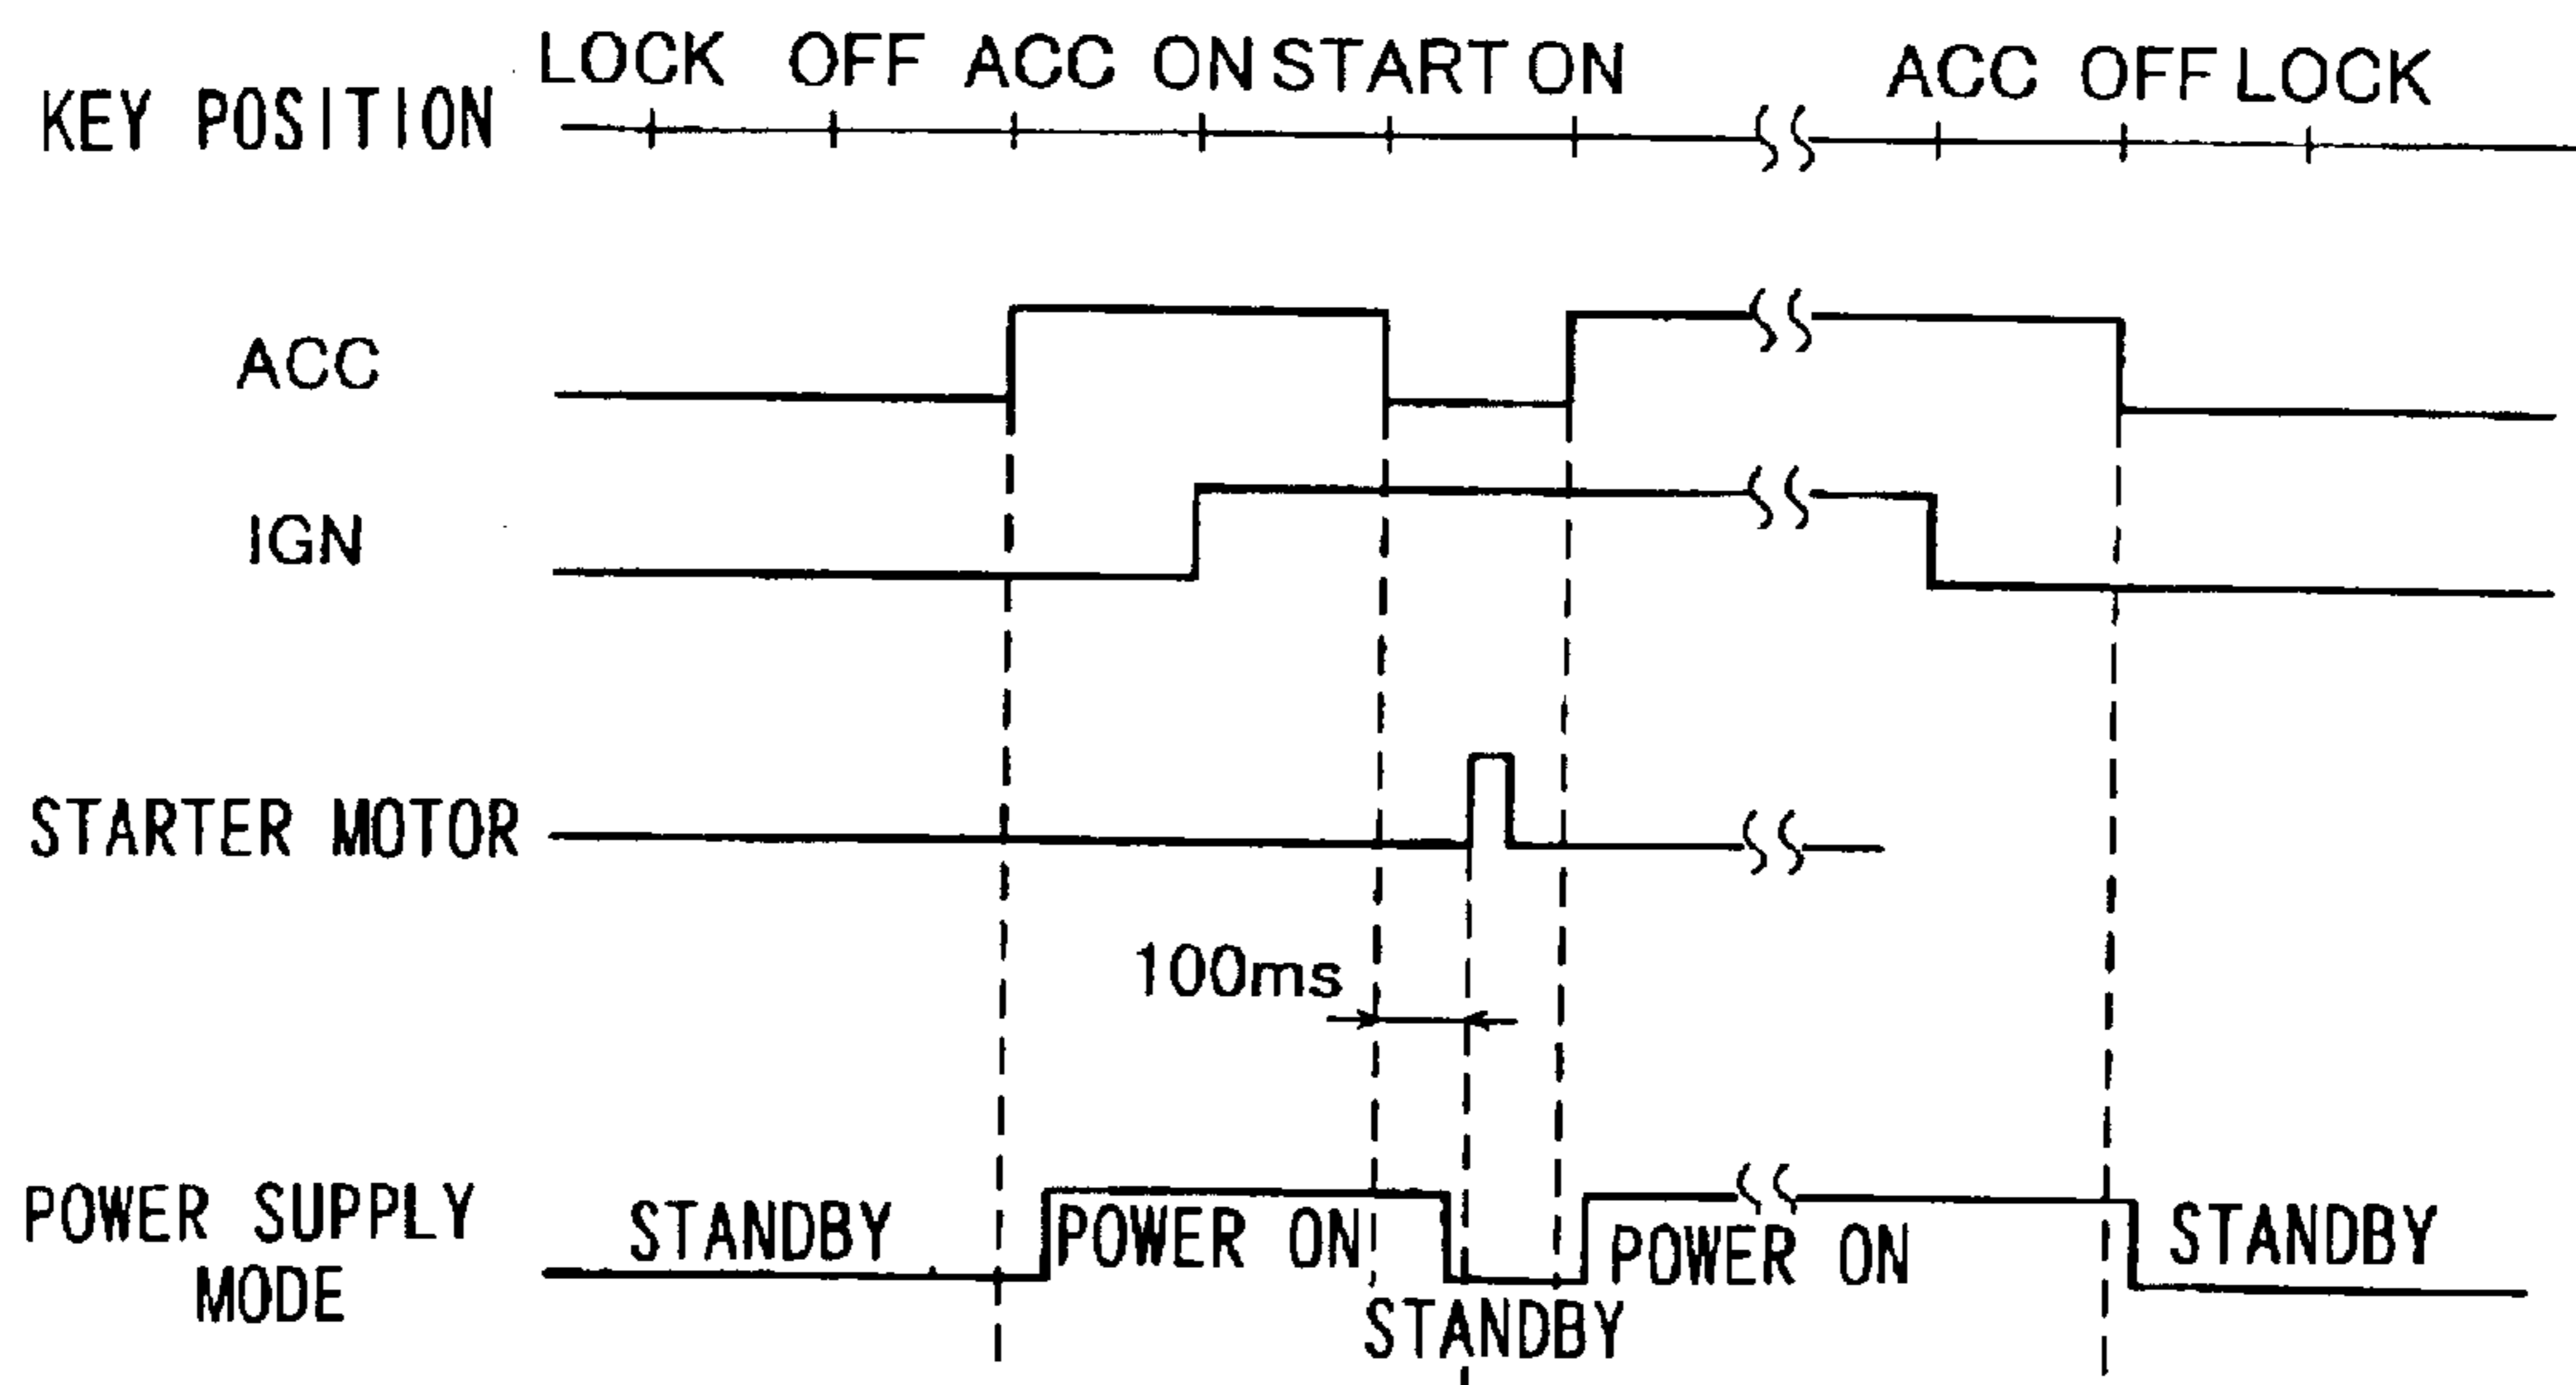 LOCK OFF ACC ON START ON ACC OFF LOCK
KEY POSITION
ACC
IGN
STARTER MOTOR
100ms
POWER SUPPLY MODE
STANDBY POWER ON STANDBY POWER ON STANDBY